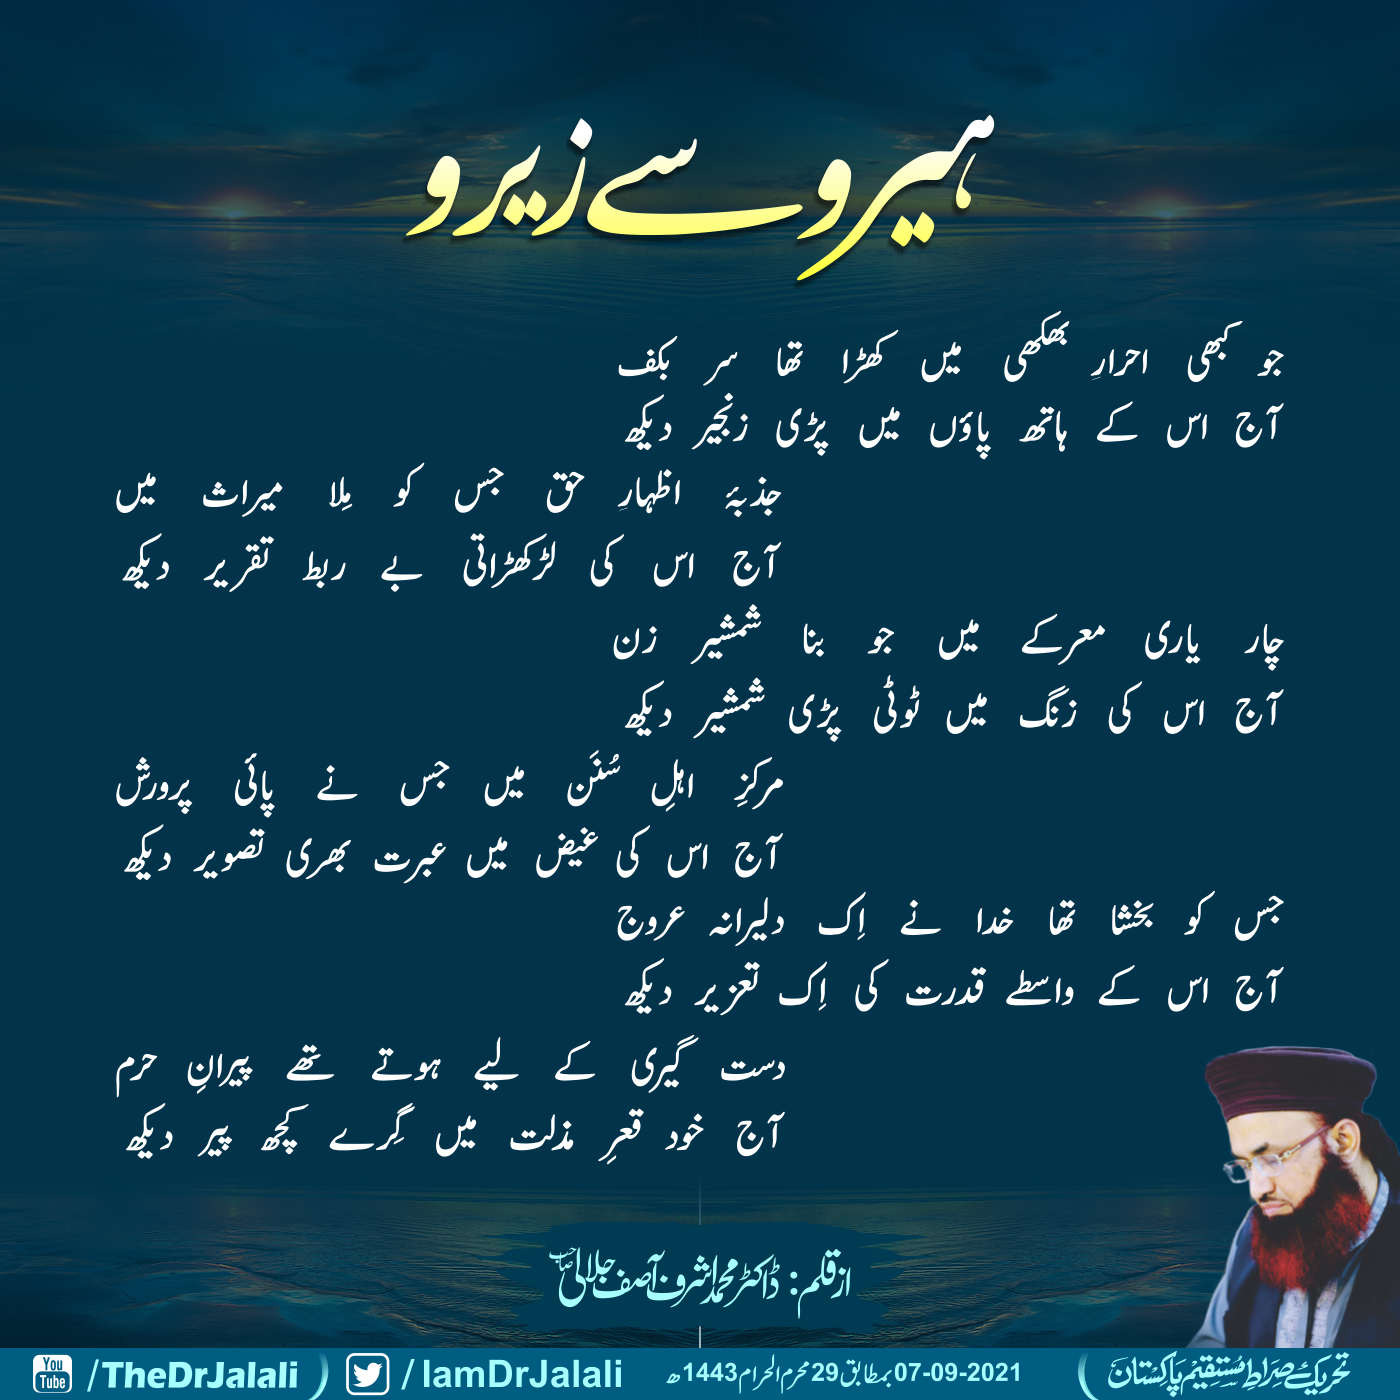 ہیرو سے زیرو
جو کبھی احرارِ بھکھی میں کھڑا تھا سر بکف
آج اس کے ہاتھ پاؤں میں پڑی زنجیر دیکھ
جذبۂ اظہارِ حق جس کو مِلا میراث میں
آج اس کی لڑکھڑاتی بے ربط تقریر دیکھ
چار یاری معرکے میں جو بنا شمشیر زن
آج اس کی زنگ میں ٹوٹی پڑی شمشیر دیکھ
مرکزِ اہلِ سُنَن میں جس نے پائی پرورش
آج اس کی غیض میں عبرت بھری تصویر دیکھ
جس کو بخشا تھا خدا نے اِک دلیرانہ عروج
آج اس کے واسطے قدرت کی اِک تعزیر دیکھ
دست گیری کے لیے ہوتے تھے پیرانِ حرم
آج خود قعرِ مذلت میں گِرے کچھ پیر دیکھ
ازقلم: ڈاکٹر محمد اشرف آصف جلالی صاحب
تحریک صراطِ مستقیم پاکستان
07-09-2021 بمطابق 29 محرم الحرام 1443ھ
/IamDrJalali
You Tube /TheDrJalali